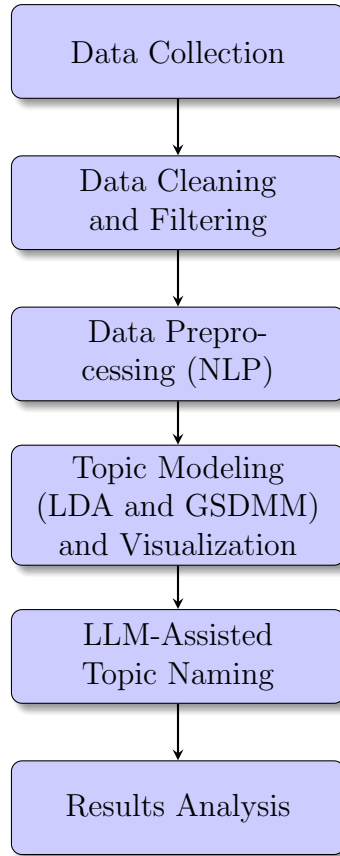 Data Collection
Data Cleaning
and Filtering
Data Prepro-
cessing (NLP)
Topic Modeling
(LDA and GSDMM)
and Visualization
LLM-Assisted
Topic Naming
Results Analysis